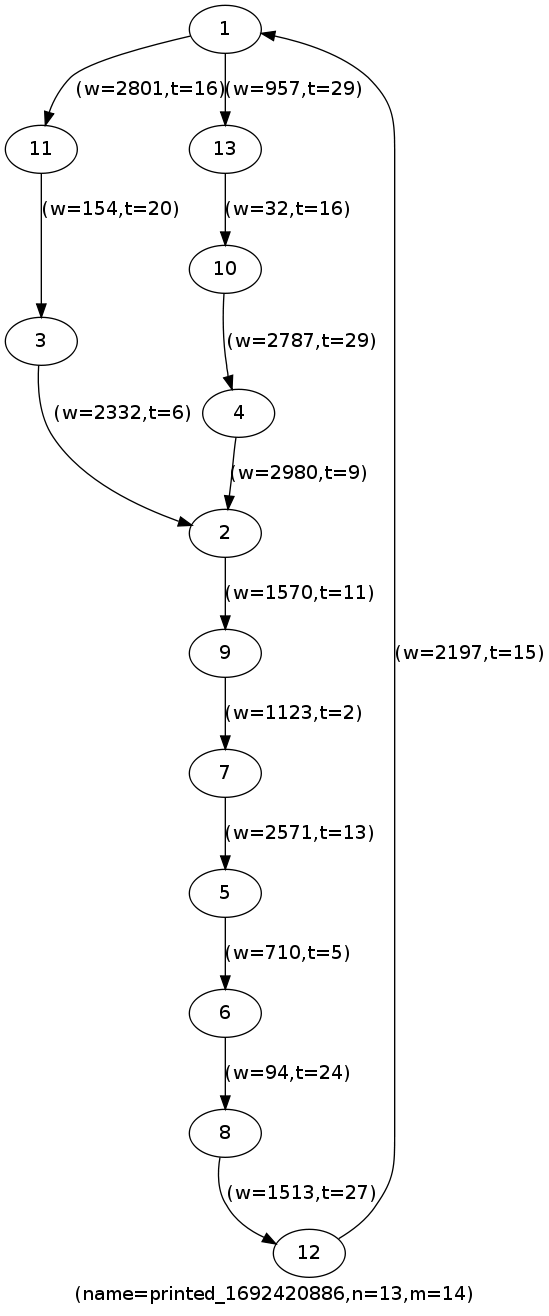 1
(w=2801,t=16)
(w=957,t=29)
11
13
(w=154,t=20)
(w=32,t=16)
10
3
(w=2787,t=29)
(w=2332,t=6)
4
(w=2980,t=9)
2
(w=1570,t=11)
9
(w=2197,t=15)
(w=1123,t=2)
7
(w=2571,t=13)
5
(w=710,t=5)
6
(w=94,t=24)
8
(w=1513,t=27)
12
(name=printed_1692420886,n=13,m=14)